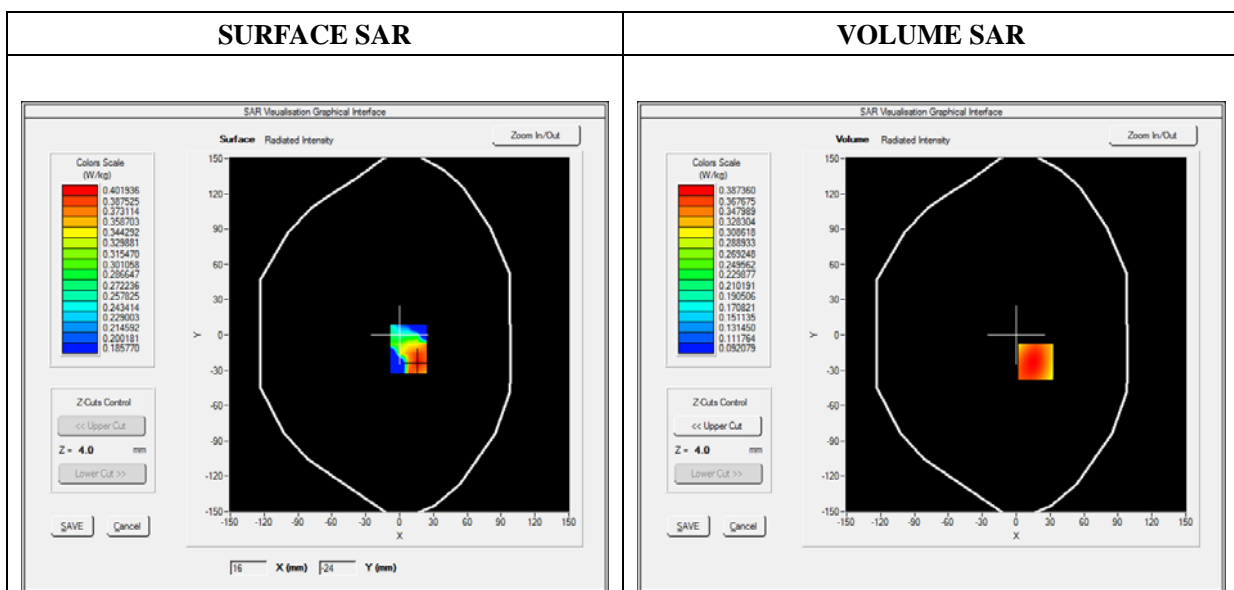 SURFACE SAR
VOLUME SAR
SAR Visualisation Graphical Interface
Surface Radiated Intensity
Zoom In/Out
Colors Scale
(W/kg)
0.401936
0.387525
0.373114
0.358703
0.344292
0.329881
0.315470
0.301058
0.286647
0.272236
0.257825
0.243414
0.229003
0.214592
0.200181
0.185770
Z-Cuts Control
<< Upper Cut
Z = 4.0 mm
Lower Cut >>
SAVE Cancel
150
120
90
60
30
0
-30
-60
-90
-120
-150
Y
-150 -120 -90 -60 -30 0 30 60 90 120 150
X
16 X (mm) -24 Y (mm)
SAR Visualisation Graphical Interface
Volume Radiated Intensity
Zoom In/Out
Colors Scale
(W/kg)
0.387360
0.367675
0.347989
0.328304
0.308618
0.288933
0.269248
0.249562
0.229877
0.210191
0.190506
0.170821
0.151135
0.131450
0.111764
0.092079
Z-Cuts Control
<< Upper Cut
Z = 4.0 mm
Lower Cut >>
SAVE Cancel
150
120
90
60
30
0
-30
-60
-90
-120
-150
Y
-150 -120 -90 -60 -30 0 30 60 90 120 150
X